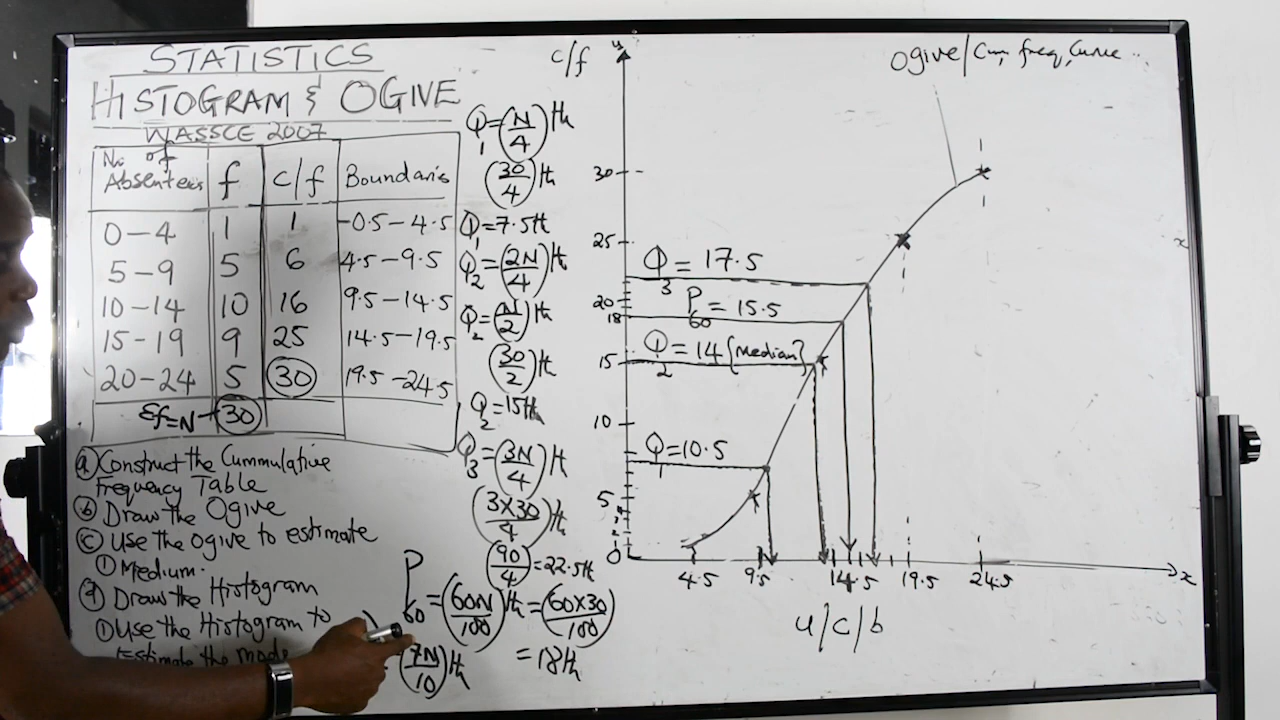 STATISTICS
HISTOGRAM & OGIVE
WASSCE 2007
No. of Absentees f c/f Boundaries
0-4 1 1 -0.5-4.5
5-9 5 6 4.5-9.5
10-14 10 16 9.5-14.5
15-19 9 25 14.5-19.5
20-24 5 30 19.5-24.5
Ɛf=N → 30
a) Construct the Cummulative
Frequency Table
b) Draw the Ogive
c) Use the ogive to estimate
① Medium.
d) Draw the Histogram
① Use the Histogram to
Estimate the mode
Q1 = (N/4)th
(30/4)th
Q1 = 7.5th
Q2 = (2N/4)th
Q2 = (N/2)th
(30/2)th
Q2 = 15th
Q3 = (3N/4)th
(3×30/4)th
(90/4) = 22.5th
P60 = (60N/100)th = (60×30/100)
= 18th
= (7N/10)th
c/f y
Ogive/Cum, freq, Curve..
30
25
Q3 = 17.5
20
P60 = 15.5
18
15
Q2 = 14 {Median}
10
Q1 = 10.5
5
0
4.5 9.5 14.5 19.5 24.5 x
u/c/b